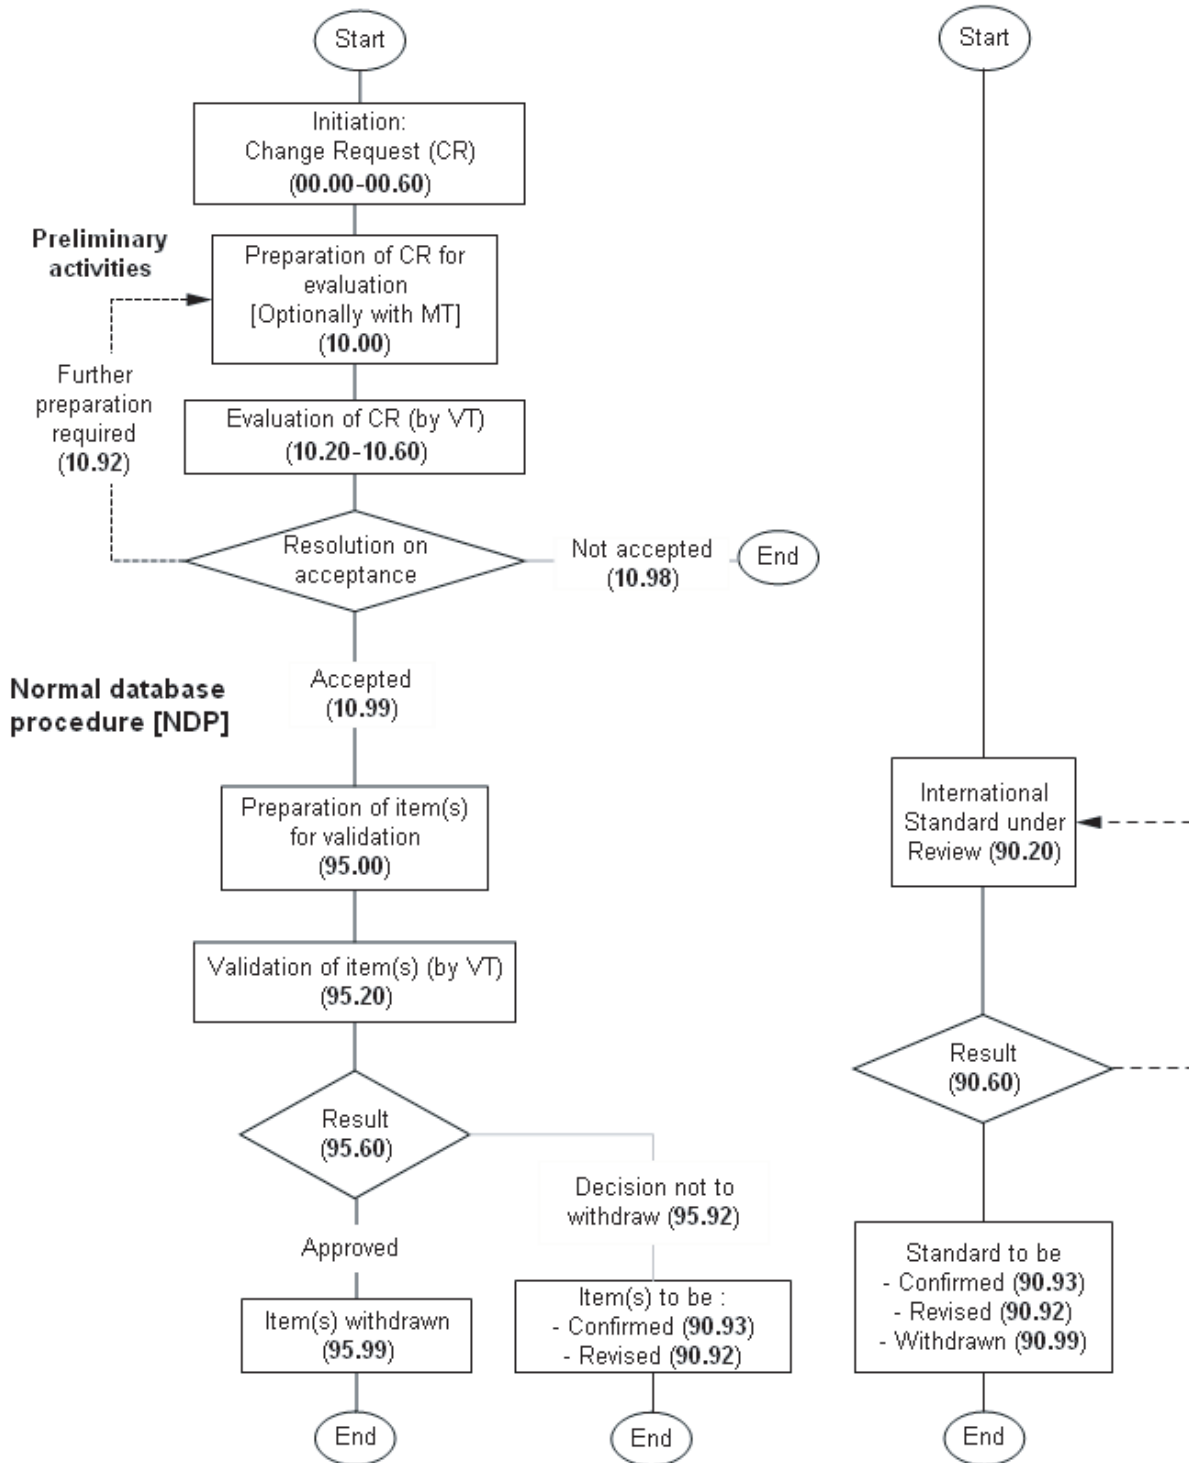 Start
Initiation:
Change Request (CR)
(00.00-00.60)
Preliminary
activities
Preparation of CR for
evaluation
[Optionally with MT]
(10.00)
Further
preparation
required
(10.92)
Evaluation of CR (by VT)
(10.20-10.60)
Resolution on
acceptance
Not accepted
(10.98)
End
Accepted
(10.99)
Normal database
procedure [NDP]
Preparation of item(s)
for validation
(95.00)
Validation of item(s) (by VT)
(95.20)
Result
(95.60)
Decision not to
withdraw (95.92)
Approved
Item(s) withdrawn
(95.99)
Item(s) to be :
- Confirmed (90.93)
- Revised (90.92)
End
End
Start
International
Standard under
Review (90.20)
Result
(90.60)
Standard to be
- Confirmed (90.93)
- Revised (90.92)
- Withdrawn (90.99)
End